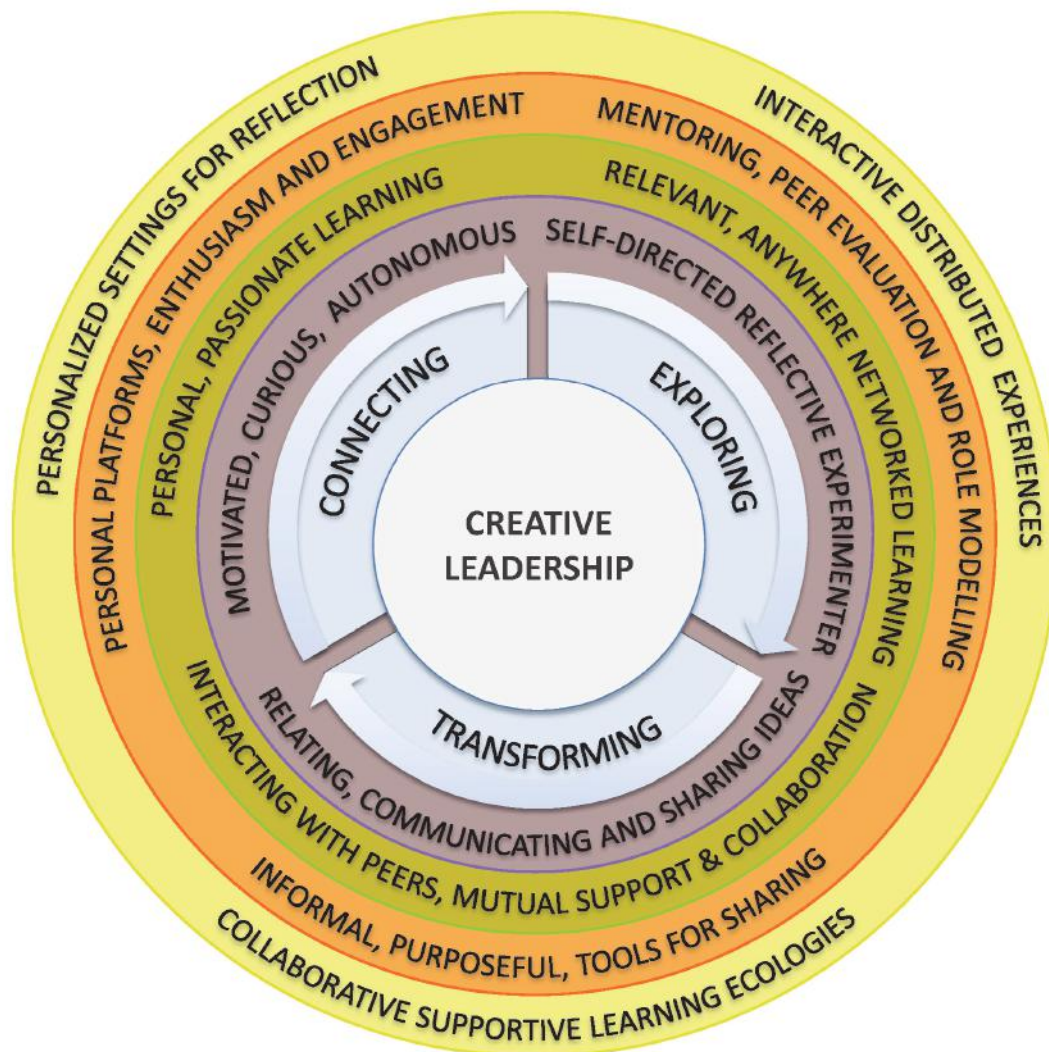 PERSONALIZED SETTINGS FOR REFLECTION
INTERACTIVE DISTRIBUTED EXPERIENCES
COLLABORATIVE SUPPORTIVE LEARNING ECOLOGIES
PERSONAL PLATFORMS, ENTHUSIASM AND ENGAGEMENT
MENTORING, PEER EVALUATION AND ROLE MODELLING
INFORMAL, PURPOSEFUL, TOOLS FOR SHARING
PERSONAL, PASSIONATE LEARNING
RELEVANT, ANYWHERE NETWORKED LEARNING
INTERACTING WITH PEERS, MUTUAL SUPPORT & COLLABORATION
MOTIVATED, CURIOUS, AUTONOMOUS
SELF-DIRECTED REFLECTIVE EXPERIMENTER
RELATING, COMMUNICATING AND SHARING IDEAS
CONNECTING
EXPLORING
TRANSFORMING
CREATIVE
LEADERSHIP